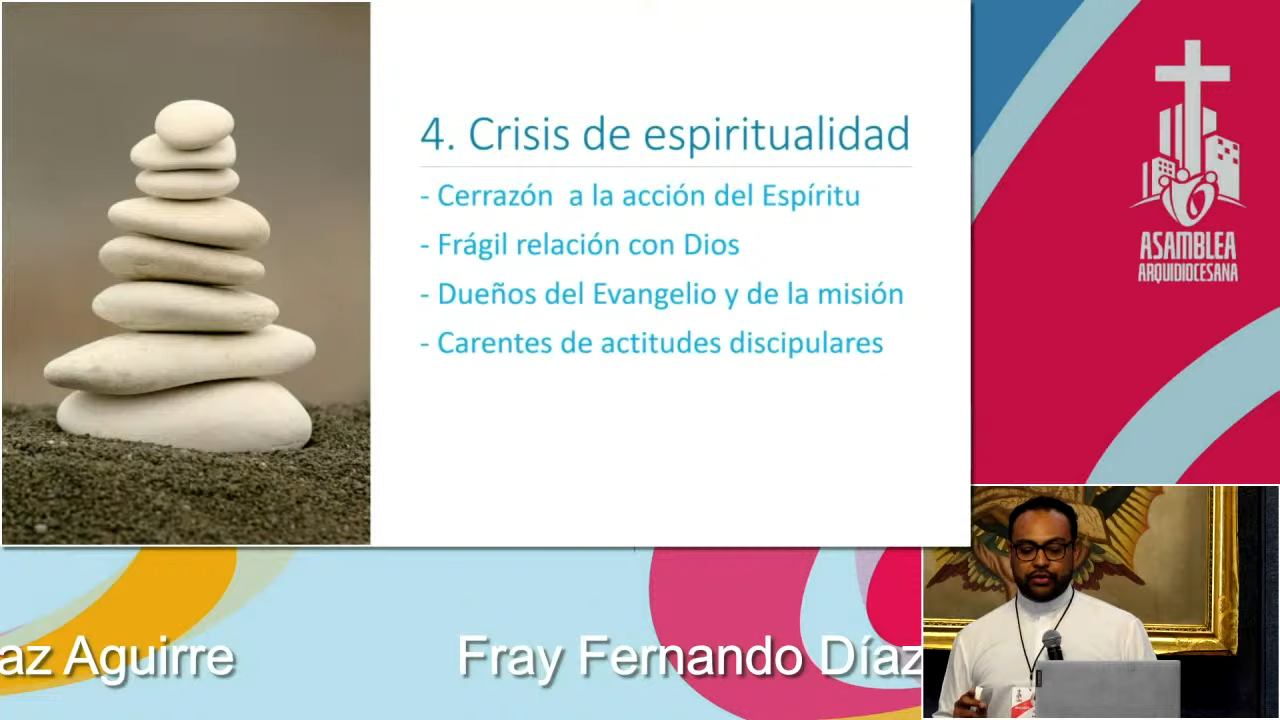 4. Crisis de espiritualidad
- Cerrazón  a la acción del Espíritu
- Frágil relación con Dios
- Dueños del Evangelio y de la misión
- Carentes de actitudes discipulares
ASAMBLEA
ARQUIDIOCESANA
az Aguirre
Fray Fernando Díaz